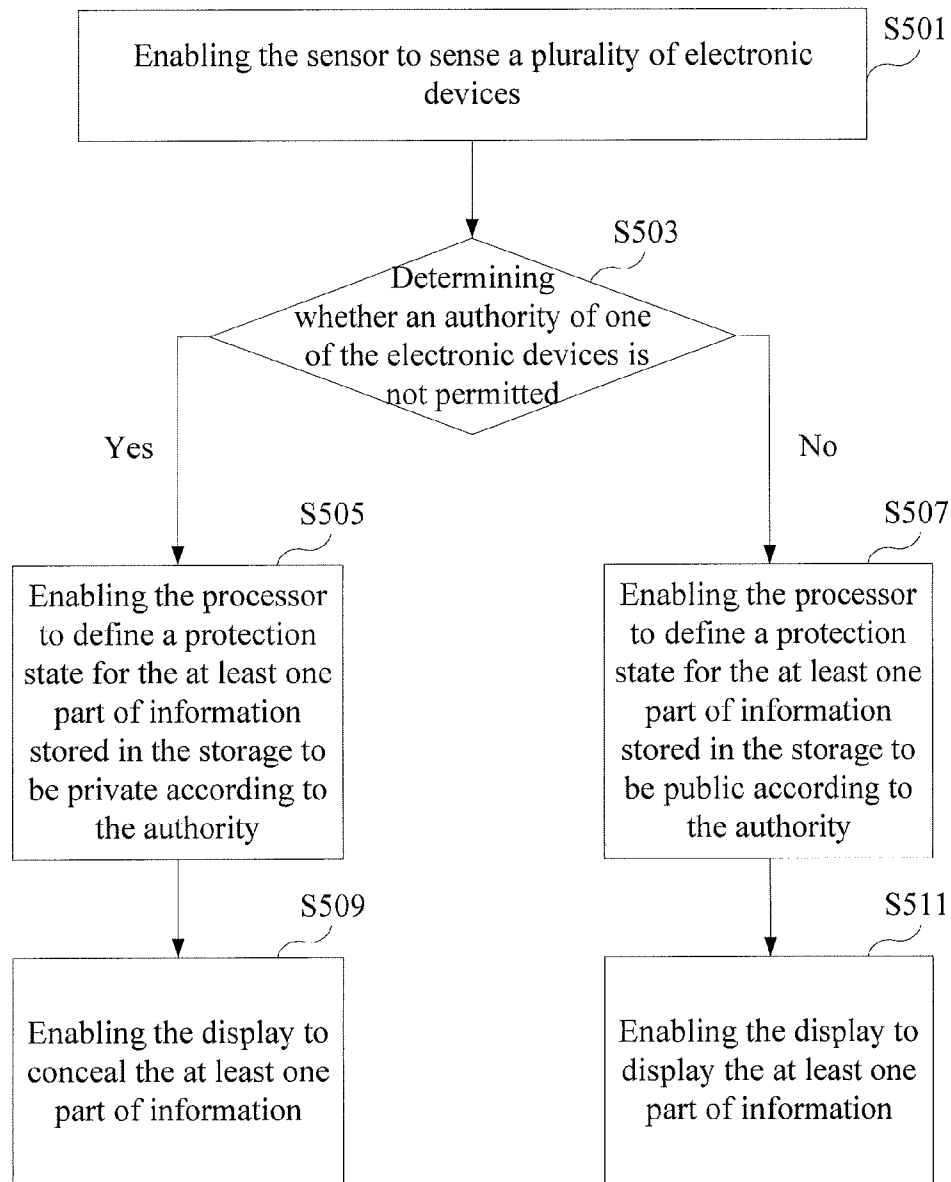 S501
Enabling the sensor to sense a plurality of electronic
devices
S503
Determining
whether an authority of one
of the electronic devices is
not permitted
Yes
No
S505
Enabling the processor
to define a protection
state for the at least one
part of information
stored in the storage to
be private according to
the authority
S507
Enabling the processor
to define a protection
state for the at least one
part of information
stored in the storage to
be public according to
the authority
S509
Enabling the display to
conceal the at least one
part of information
S511
Enabling the display to
display the at least one
part of information